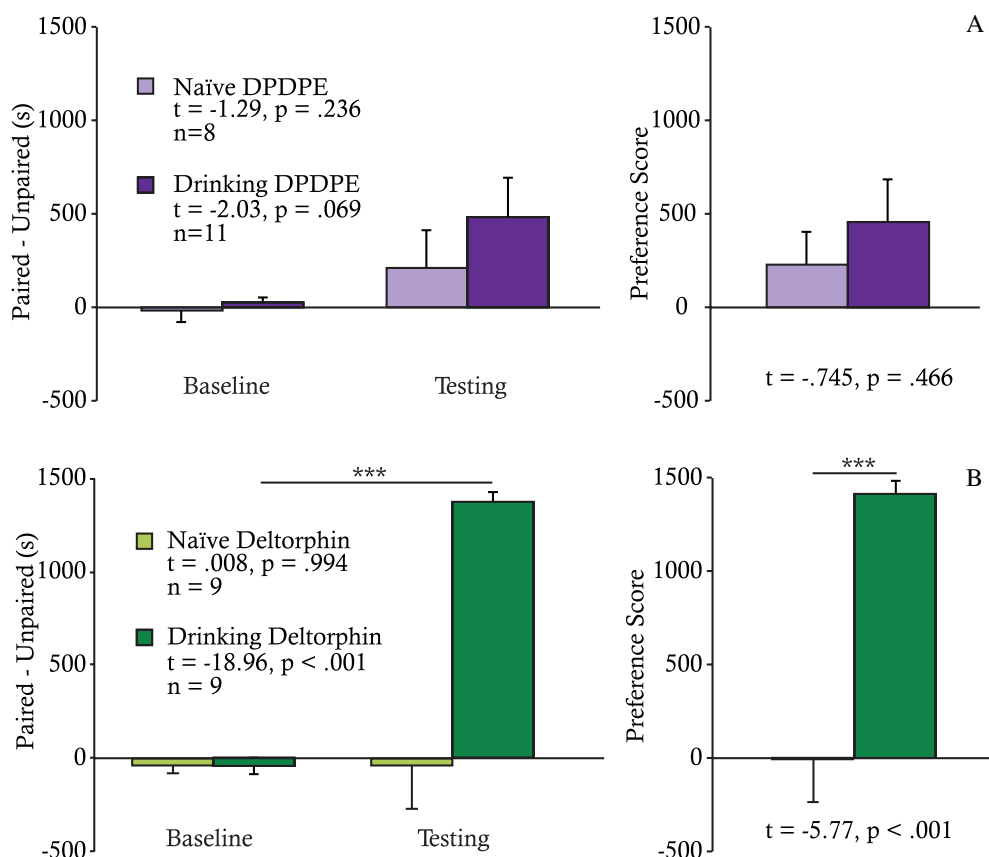 A
1500
1000
500
0
-500
Paired - Unpaired (s)
Naïve DPDPE
t = -1.29, p = .236
n=8
Drinking DPDPE
t = -2.03, p = .069
n=11
Baseline
Testing
1500
1000
500
0
-500
Preference Score
t = -.745, p = .466
B
1500
1000
500
0
-500
Paired - Unpaired (s)
***
Naïve Deltorphin
t = .008, p = .994
n = 9
Drinking Deltorphin
t = -18.96, p < .001
n = 9
Baseline
Testing
1500
1000
500
0
-500
Preference Score
***
t = -5.77, p < .001